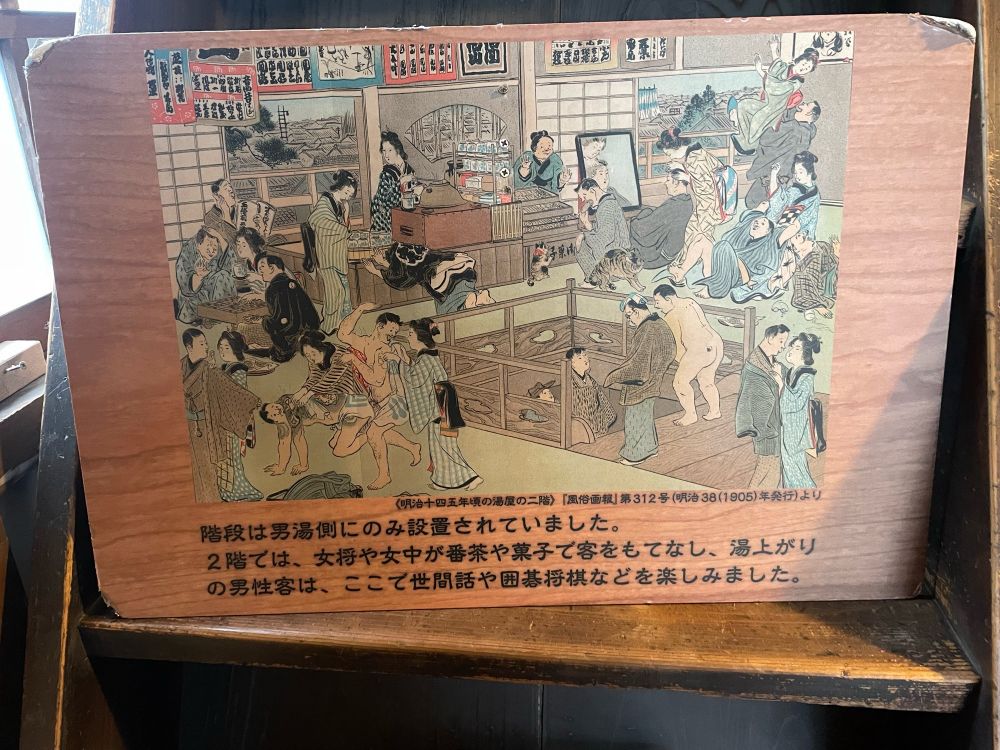 《明治十四五年頃の湯屋の二階》『風俗画報』第312号(明治38(1905)年発行)より
階段は男湯側にのみ設置されていました。
2階では、女将や女中が番茶や菓子で客をもてなし、湯上がり
の男性客は、ここで世間話や囲碁将棋などを楽しみました。